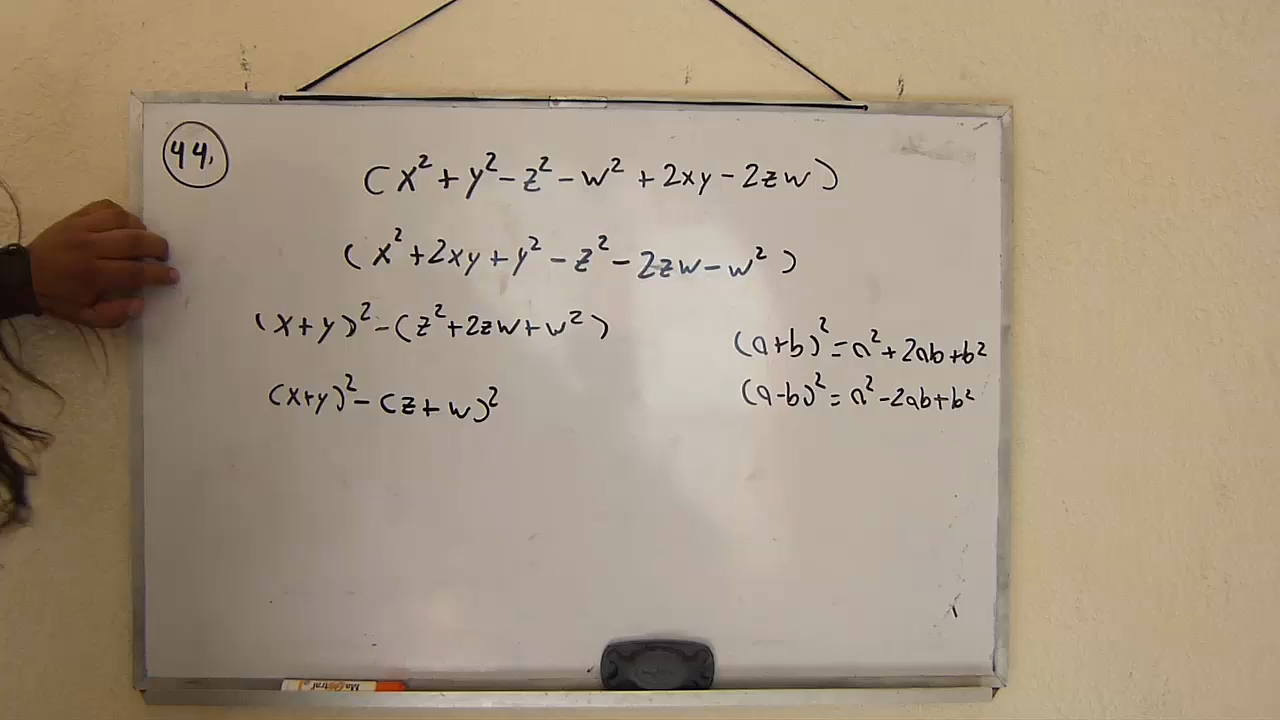 44.
(x²+y²-z²-w²+2xy-2zw)
(x²+2xy+y²-z²-2zw-w²)
(x+y)²-(z²+2zw+w²)
(x+y)²-(z+w)²
(a+b)²=a²+2ab+b²
(a-b)²=a²-2ab+b²